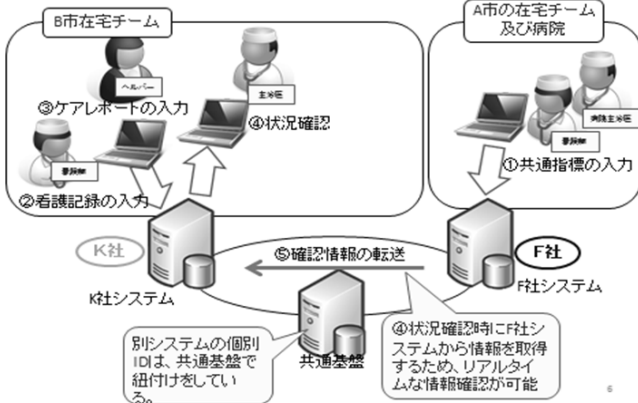 B市在宅チーム
A市の在宅チーム
及び病院
ヘルパー
③ケアレポートの入力
主治医
④状況確認
病院主治医
看護師
①共通指標の入力
看護師
②看護記録の入力
K社
⑤確認情報の転送
F社
K社システム
F社システム
別システムの個別
IDは、共通基盤で
紐付けをしてい
る。
共通基盤
④状況確認時にF社シ
ステムから情報を取得
するため、リアルタイ
ムな情報確認が可能
6